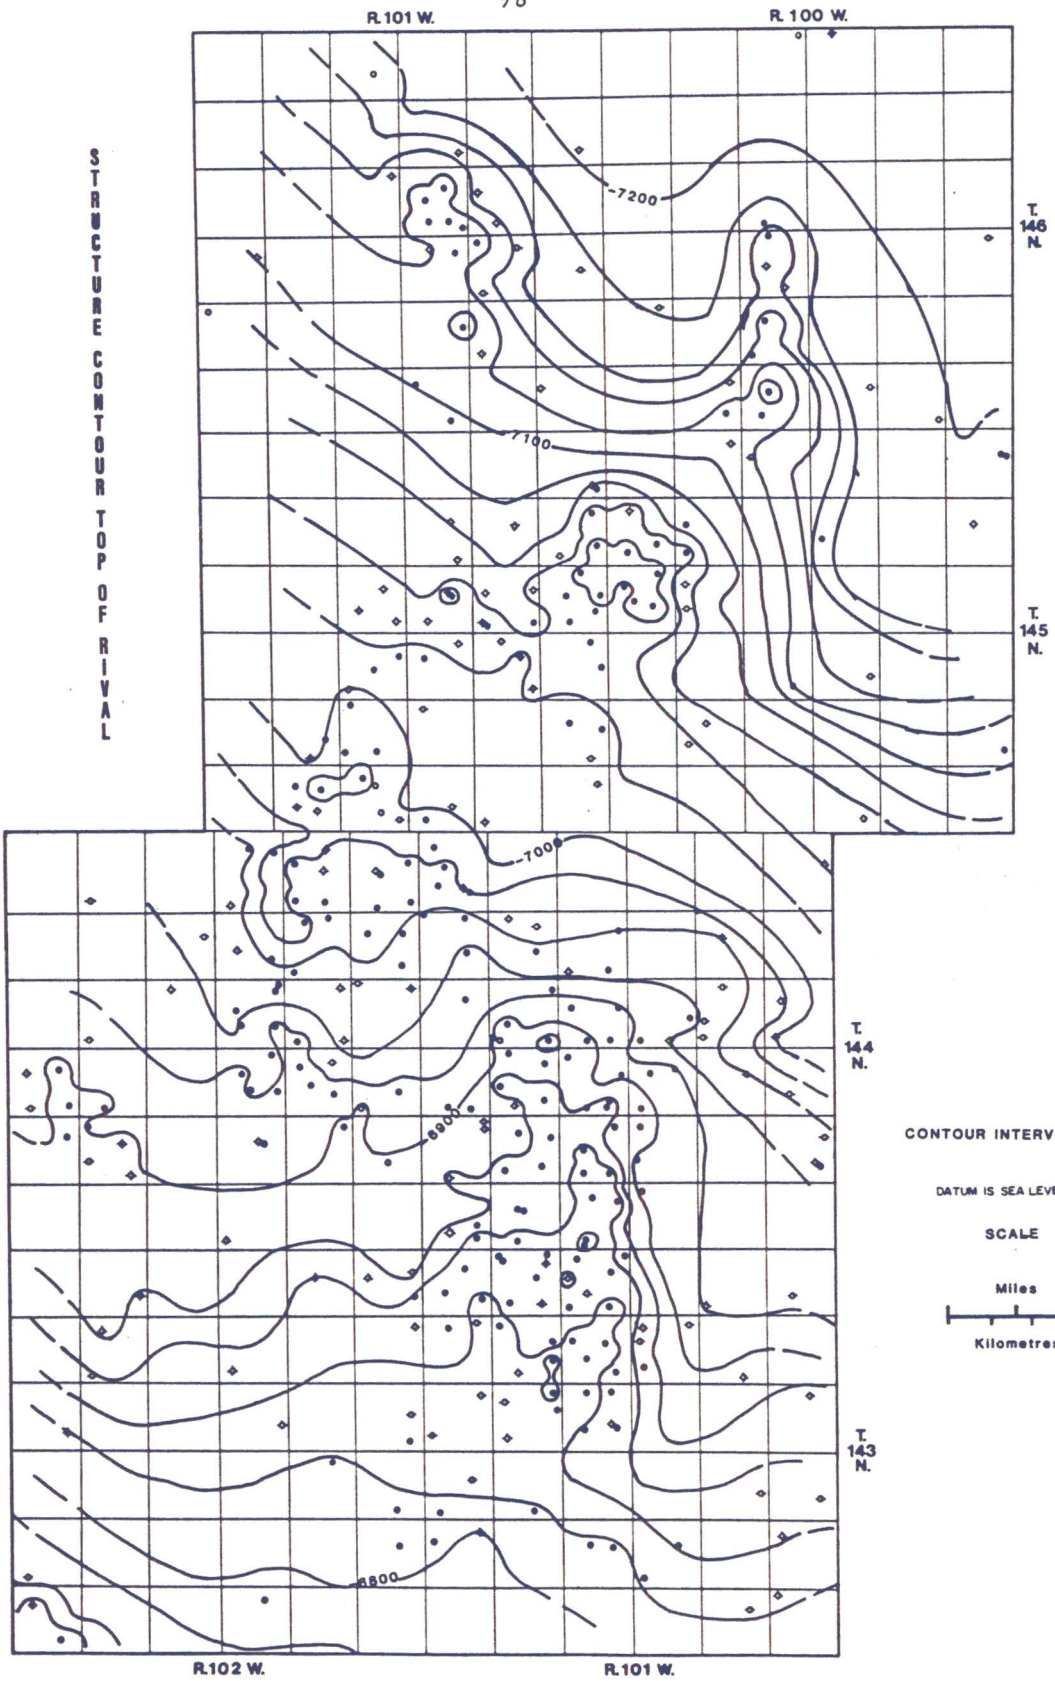 R. 101 W.
R. 100 W.
STRUCTURE CONTOUR TOP OF RIVAL
-7200
T.
146
N.
-7100
T.
145
N.
-700
T.
144
N.
6900
CONTOUR INTERV
DATUM IS SEA LEVE
SCALE
Miles
Kilometres
T.
143
N.
-6800
R.102 W.
R.101 W.